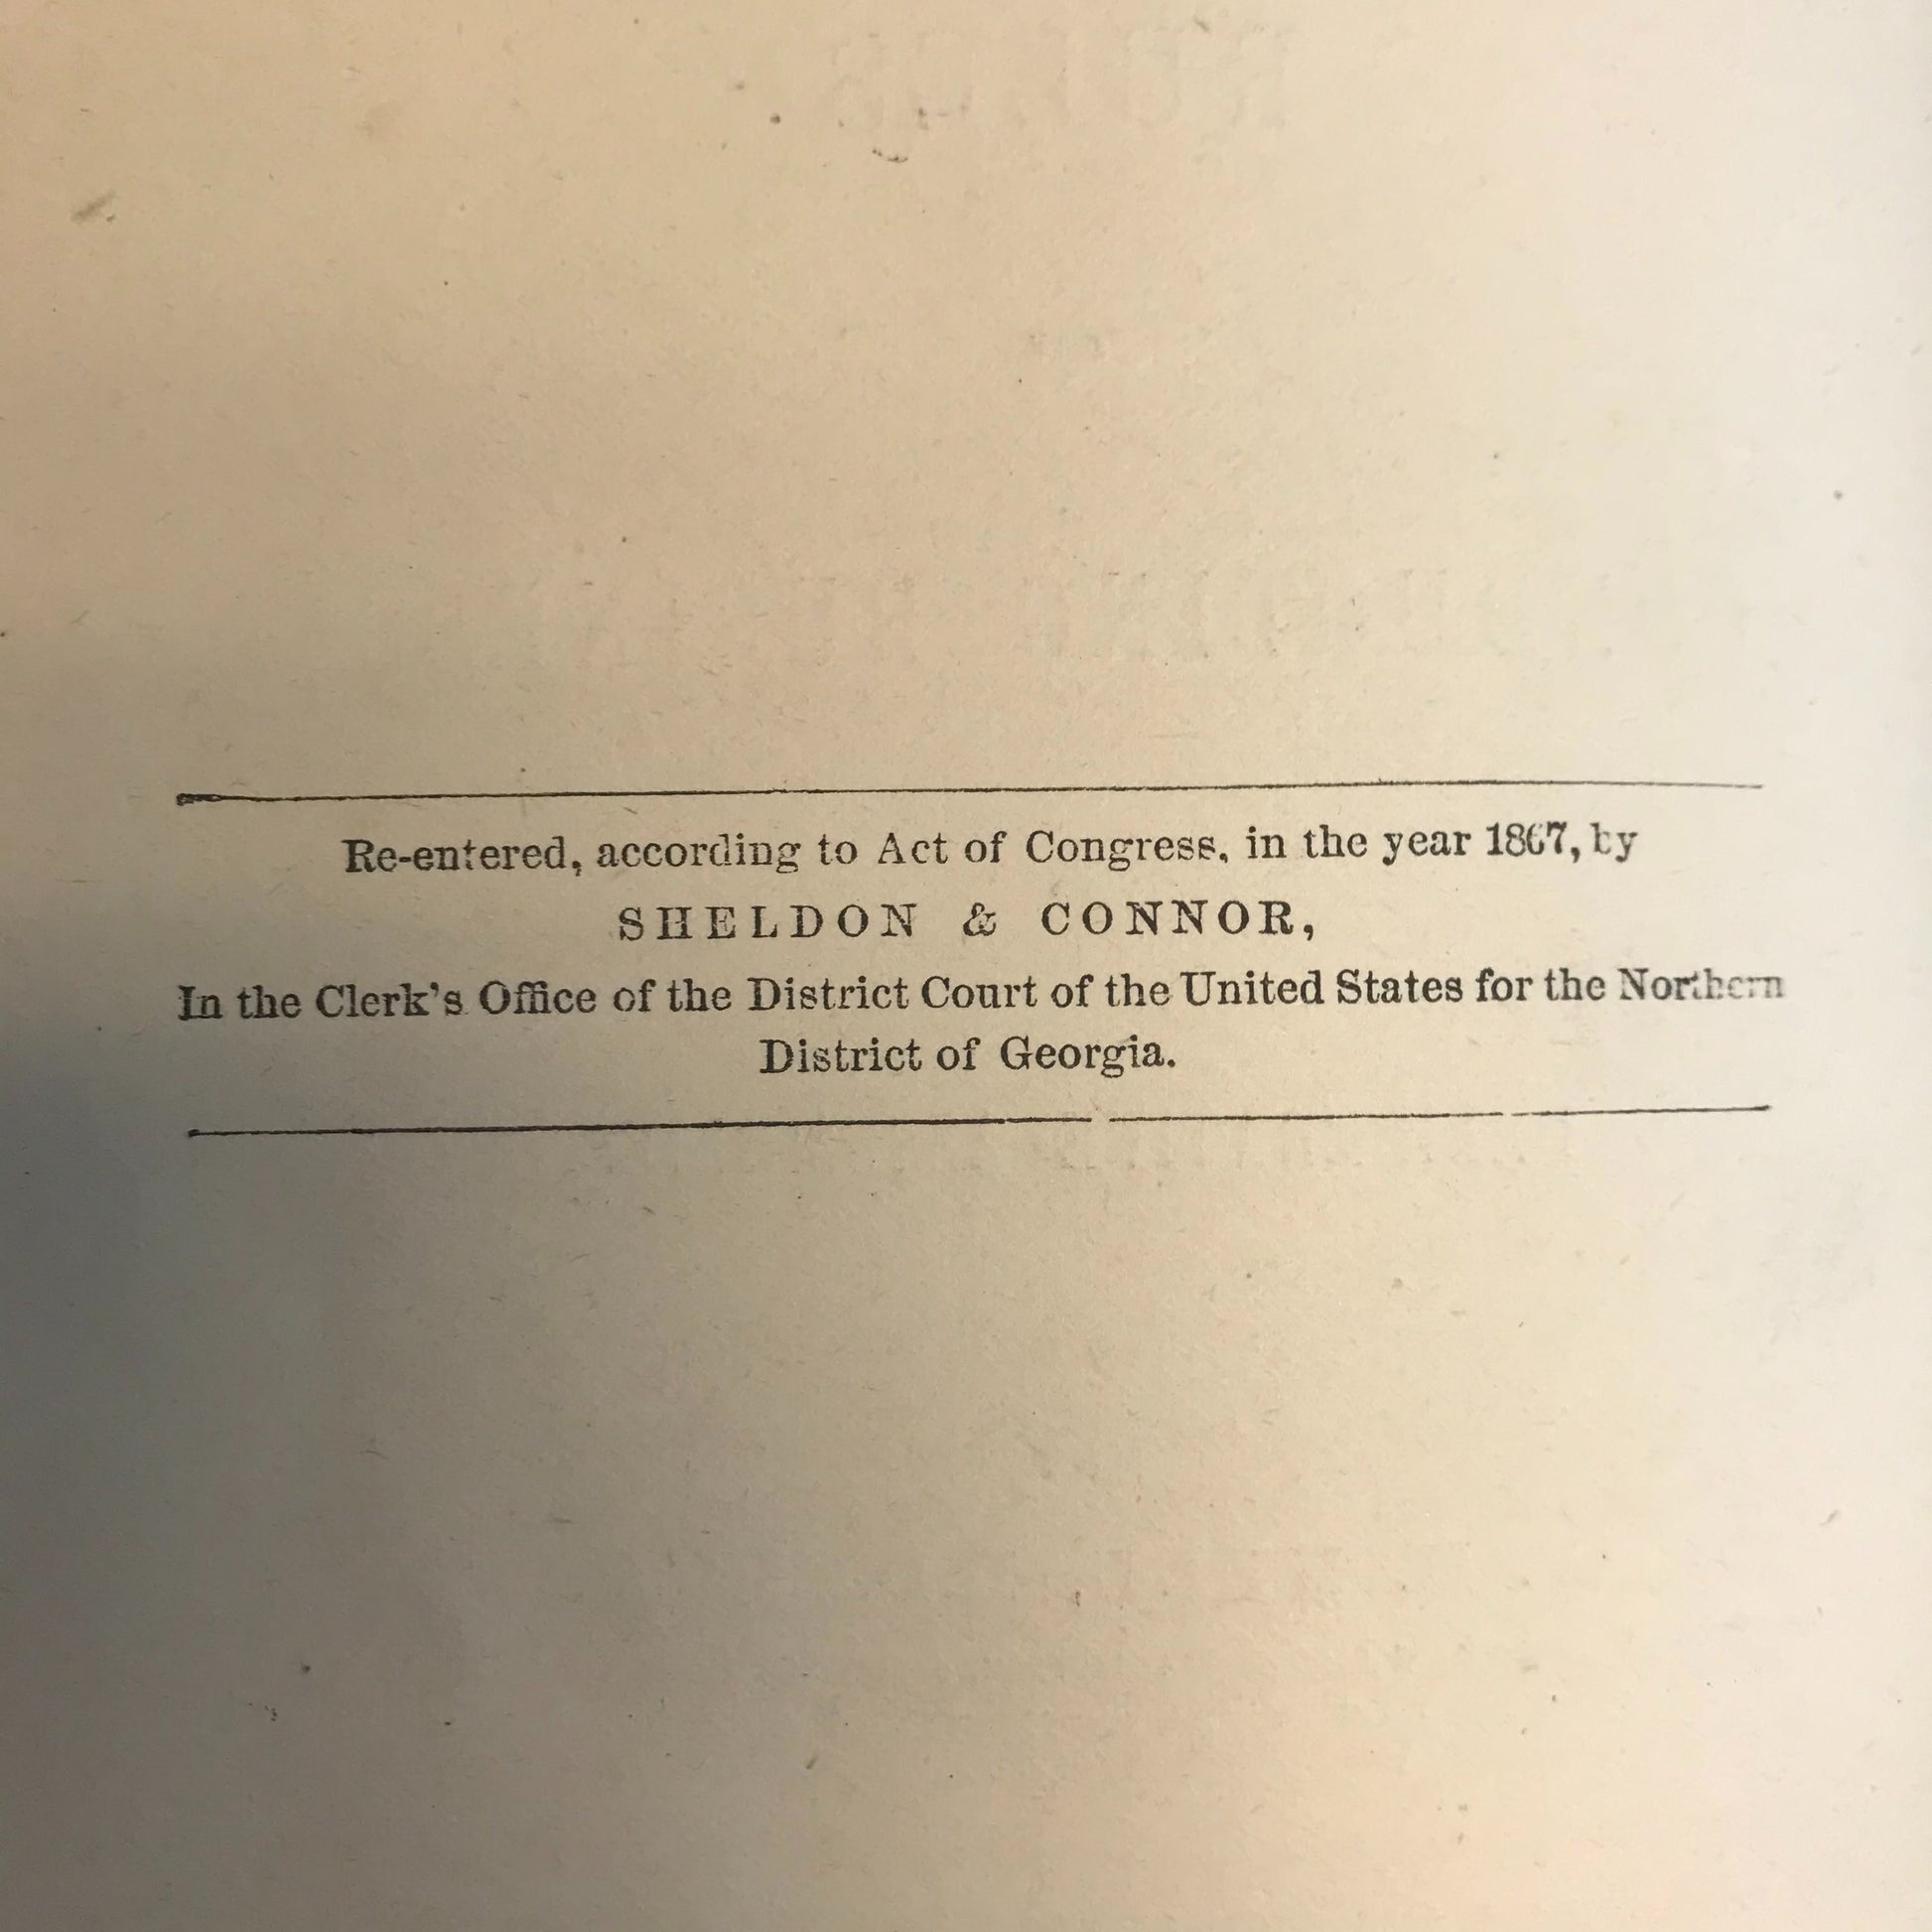 Re-entered, according to Act of Congress, in the year 1867, by
SHELDON & CONNOR,
In the Clerk's Office of the District Court of the United States for the Northern
District of Georgia.